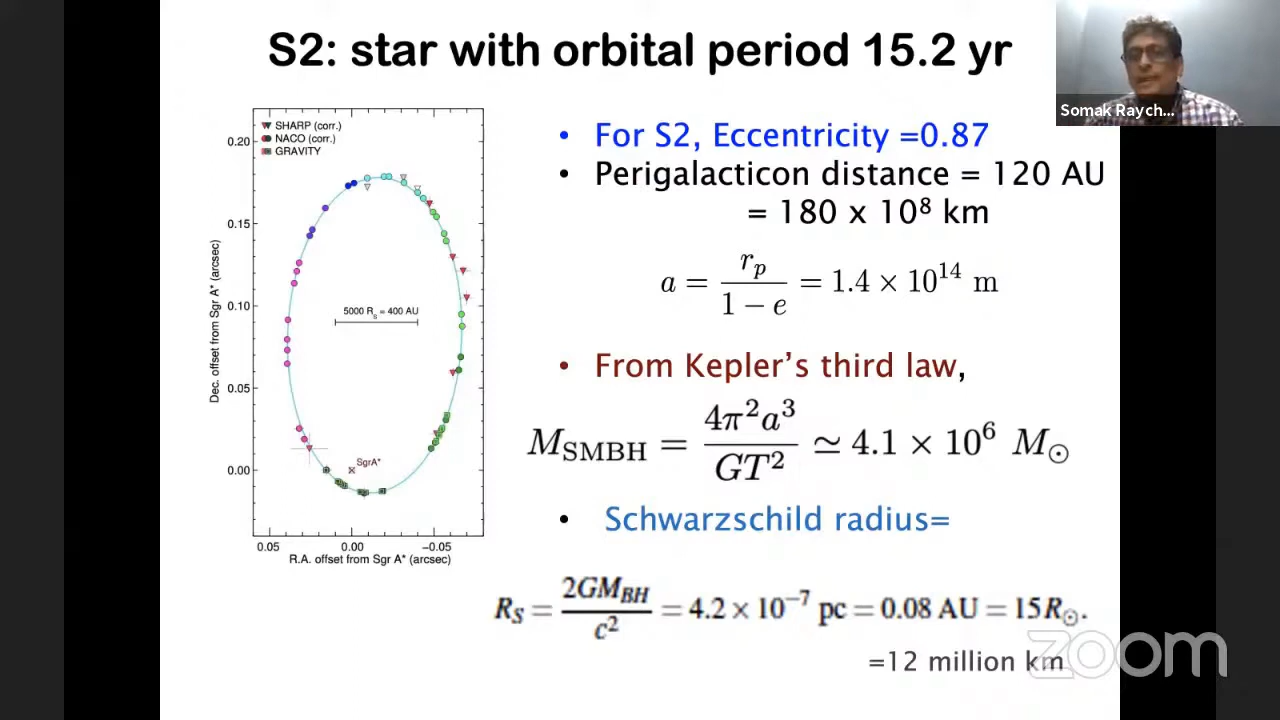 S2: star with orbital period 15.2 yr
Somak Raych...
SHARP (corr.)
NACO (corr.)
GRAVITY
0.20
0.15
0.10
0.05
0.00
Dec. offset from Sgr A* (arcsec)
5000 R_S = 400 AU
SgrA*
0.05 0.00 −0.05
R.A. offset from Sgr A* (arcsec)
• For S2, Eccentricity =0.87
• Perigalacticon distance = 120 AU
= 180 x 10⁸ km
a = r_p / (1 − e) = 1.4 × 10¹⁴ m
• From Kepler’s third law,
M_SMBH = 4π²a³ / GT² ≃ 4.1 × 10⁶ M_⊙
• Schwarzschild radius=
R_S = 2GM_BH / c² = 4.2 × 10⁻⁷ pc = 0.08 AU = 15 R_⊙.
=12 million km
zoom